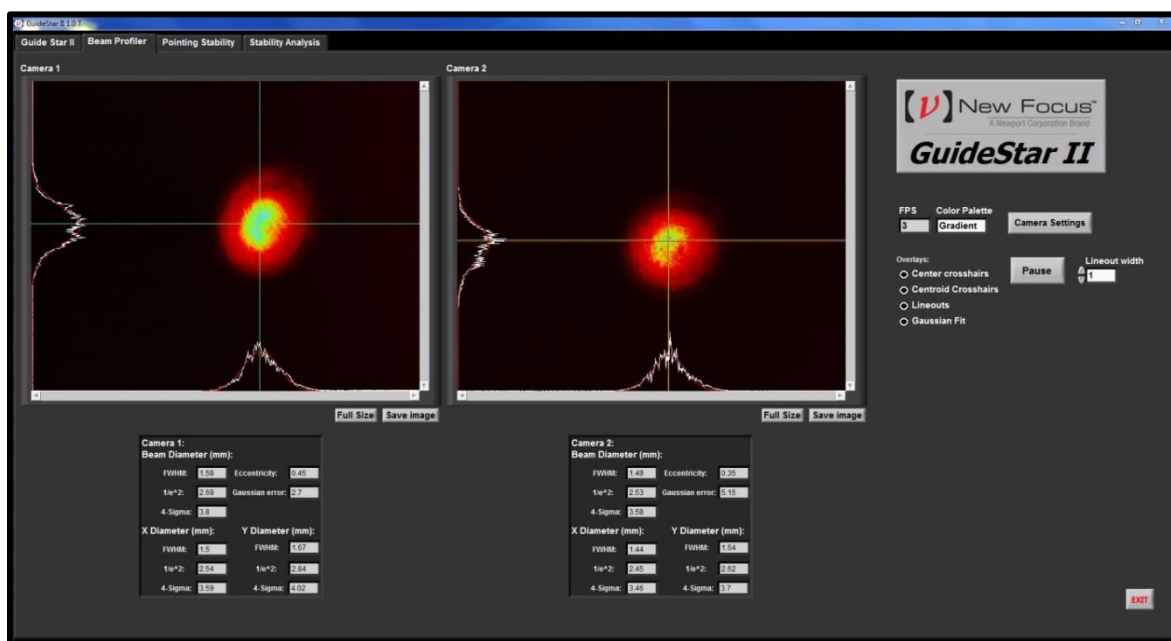 GuideStar II 1.0.1
Guide Star II Beam Profiler Pointing Stability Stability Analysis
Camera 1
Camera 2
[ν] New Focus™
A Newport Corporation Brand
GuideStar II
FPS Color Palette
3 Gradient Camera Settings
Overlays:
Center crosshairs
Centroid Crosshairs
Lineouts
Gaussian Fit
Pause
Lineout width
1
Full Size Save image
Full Size Save image
Camera 1:
Beam Diameter (mm):
FWHM: 1.58 Eccentricity: 0.45
1/e^2: 2.69 Gaussian error: 2.7
4-Sigma: 3.8
X Diameter (mm): Y Diameter (mm):
FWHM: 1.5 FWHM: 1.67
1/e^2: 2.54 1/e^2: 2.84
4-Sigma: 3.59 4-Sigma: 4.02
Camera 2:
Beam Diameter (mm):
FWHM: 1.49 Eccentricity: 0.35
1/e^2: 2.53 Gaussian error: 5.15
4-Sigma: 3.58
X Diameter (mm): Y Diameter (mm):
FWHM: 1.44 FWHM: 1.54
1/e^2: 2.45 1/e^2: 2.62
4-Sigma: 3.46 4-Sigma: 3.7
EXIT